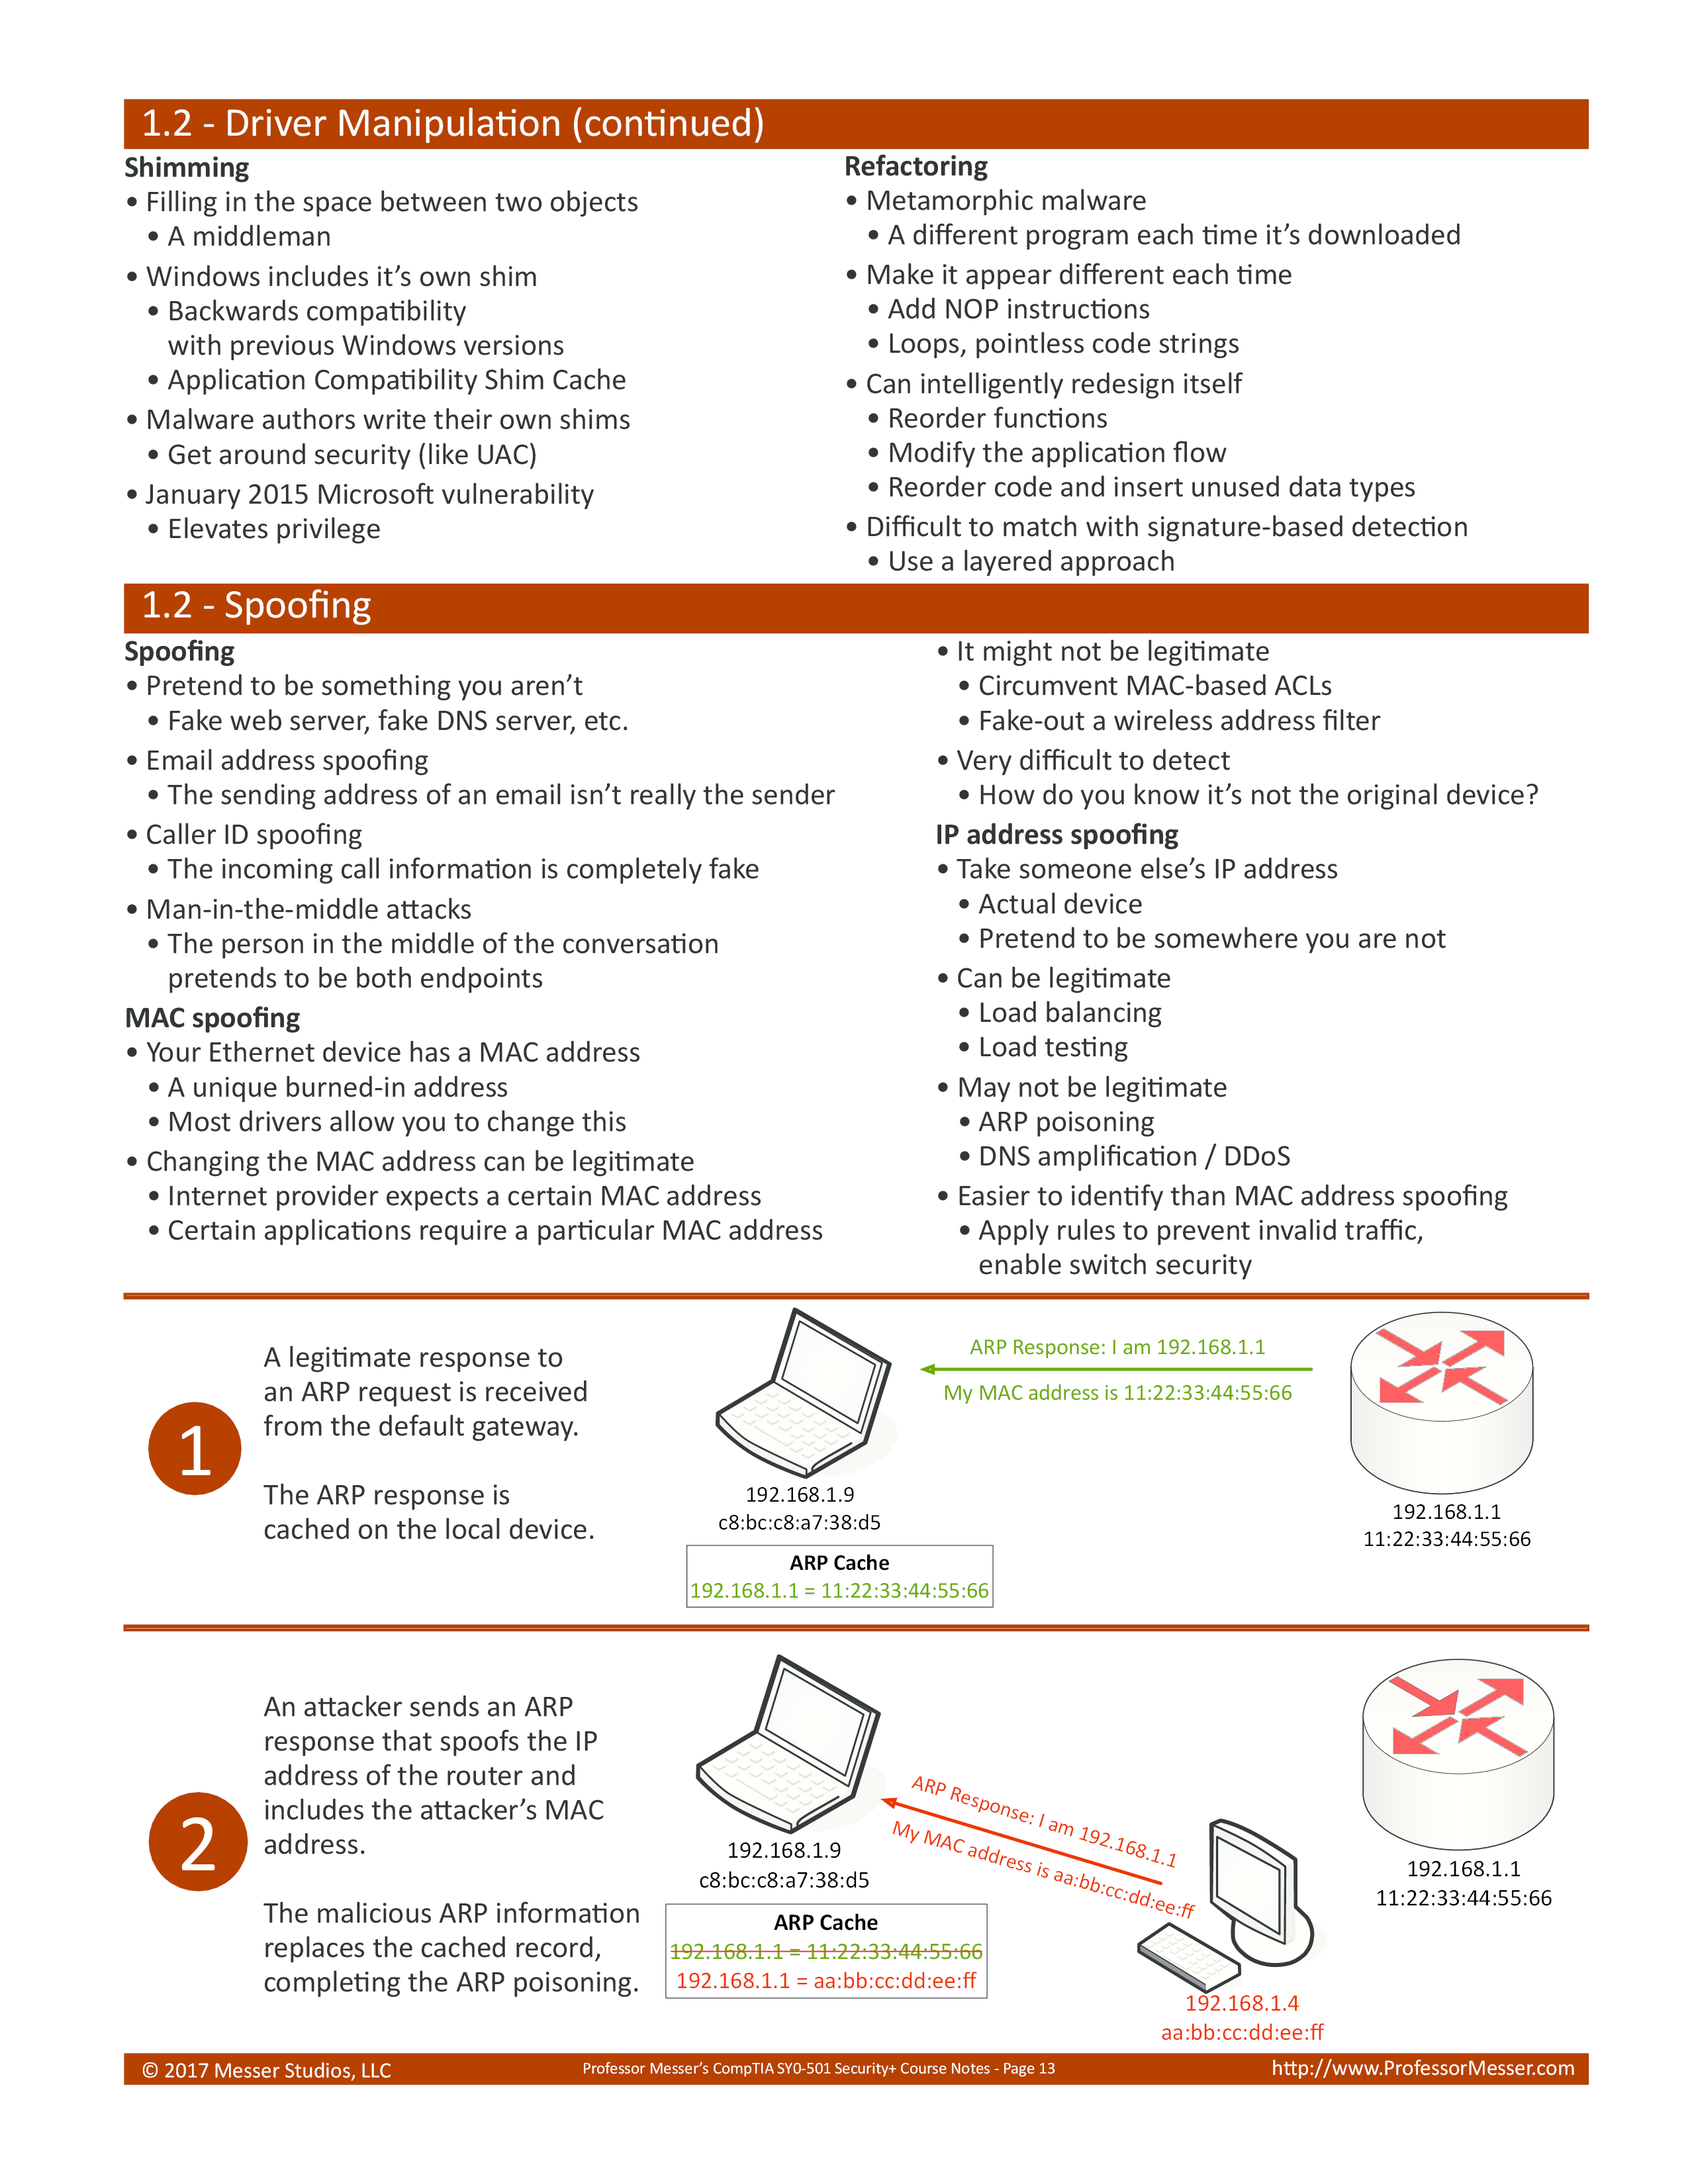 1.2 - Driver Manipulation (continued)
Shimming
• Filling in the space between two objects
• A middleman
• Windows includes it’s own shim
• Backwards compatibility
with previous Windows versions
• Application Compatibility Shim Cache
• Malware authors write their own shims
• Get around security (like UAC)
• January 2015 Microsoft vulnerability
• Elevates privilege
Refactoring
• Metamorphic malware
• A different program each time it’s downloaded
• Make it appear different each time
• Add NOP instructions
• Loops, pointless code strings
• Can intelligently redesign itself
• Reorder functions
• Modify the application flow
• Reorder code and insert unused data types
• Difficult to match with signature-based detection
• Use a layered approach
1.2 - Spoofing
Spoofing
• Pretend to be something you aren’t
• Fake web server, fake DNS server, etc.
• Email address spoofing
• The sending address of an email isn’t really the sender
• Caller ID spoofing
• The incoming call information is completely fake
• Man-in-the-middle attacks
• The person in the middle of the conversation
pretends to be both endpoints
MAC spoofing
• Your Ethernet device has a MAC address
• A unique burned-in address
• Most drivers allow you to change this
• Changing the MAC address can be legitimate
• Internet provider expects a certain MAC address
• Certain applications require a particular MAC address
• It might not be legitimate
• Circumvent MAC-based ACLs
• Fake-out a wireless address filter
• Very difficult to detect
• How do you know it’s not the original device?
IP address spoofing
• Take someone else’s IP address
• Actual device
• Pretend to be somewhere you are not
• Can be legitimate
• Load balancing
• Load testing
• May not be legitimate
• ARP poisoning
• DNS amplification / DDoS
• Easier to identify than MAC address spoofing
• Apply rules to prevent invalid traffic,
enable switch security
1
A legitimate response to
an ARP request is received
from the default gateway.
The ARP response is
cached on the local device.
192.168.1.9
c8:bc:c8:a7:38:d5
ARP Cache
192.168.1.1 = 11:22:33:44:55:66
ARP Response: I am 192.168.1.1
My MAC address is 11:22:33:44:55:66
192.168.1.1
11:22:33:44:55:66
2
An attacker sends an ARP
response that spoofs the IP
address of the router and
includes the attacker’s MAC
address.
The malicious ARP information
replaces the cached record,
completing the ARP poisoning.
192.168.1.9
c8:bc:c8:a7:38:d5
ARP Cache
192.168.1.1 = 11:22:33:44:55:66
192.168.1.1 = aa:bb:cc:dd:ee:ff
ARP Response: I am 192.168.1.1
My MAC address is aa:bb:cc:dd:ee:ff
192.168.1.4
aa:bb:cc:dd:ee:ff
192.168.1.1
11:22:33:44:55:66
© 2017 Messer Studios, LLC
Professor Messer’s CompTIA SY0-501 Security+ Course Notes - Page 13
http://www.ProfessorMesser.com